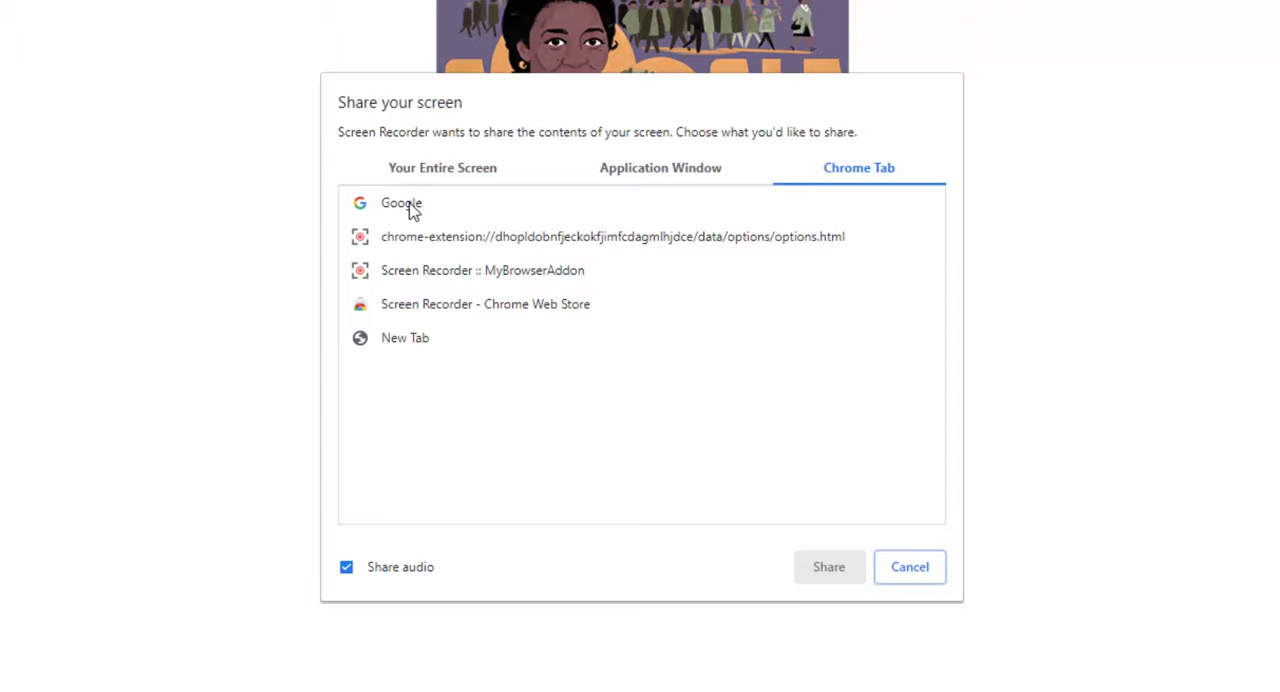 Share your screen
Screen Recorder wants to share the contents of your screen. Choose what you'd like to share.
Your Entire Screen
Application Window
Chrome Tab
Google
chrome-extension://dhopldobnfjeckokfjimfcdagmlhjdce/data/options/options.html
Screen Recorder :: MyBrowserAddon
Screen Recorder - Chrome Web Store
New Tab
Share audio
Share
Cancel